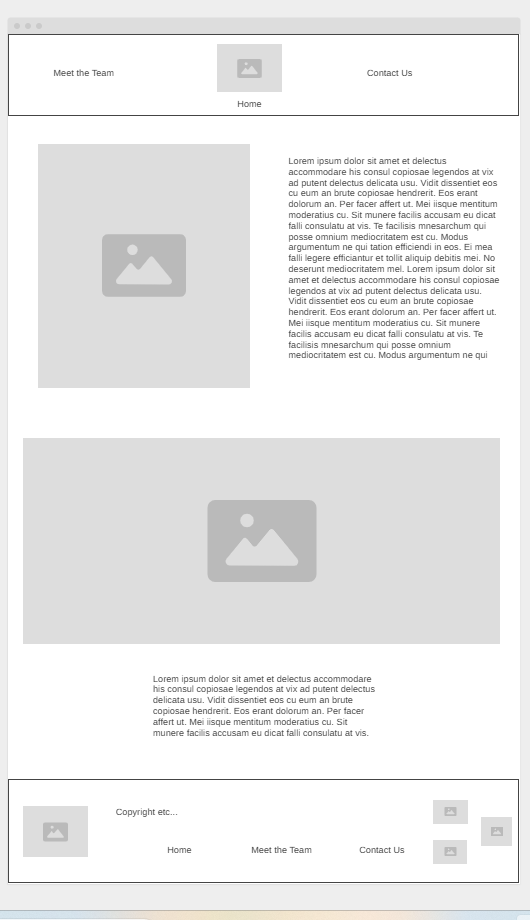 Meet the Team
Contact Us
Home
Lorem ipsum dolor sit amet et delectus
accommodare his consul copiosae legendos at vix
ad putent delectus delicata usu. Vidit dissentiet eos
cu eum an brute copiosae hendrerit. Eos erant
dolorum an. Per facer affert ut. Mei iisque mentitum
moderatius cu. Sit munere facilis accusam eu dicat
falli consulatu at vis. Te facilisis mnesarchum qui
posse omnium mediocritatem est cu. Modus
argumentum ne qui tation efficiendi in eos. Ei mea
falli legere efficiantur et tollit aliquip debitis mei. No
deserunt mediocritatem mel. Lorem ipsum dolor sit
amet et delectus accommodare his consul copiosae
legendos at vix ad putent delectus delicata usu.
Vidit dissentiet eos cu eum an brute copiosae
hendrerit. Eos erant dolorum an. Per facer affert ut.
Mei iisque mentitum moderatius cu. Sit munere
facilis accusam eu dicat falli consulatu at vis. Te
facilisis mnesarchum qui posse omnium
mediocritatem est cu. Modus argumentum ne qui
Lorem ipsum dolor sit amet et delectus accommodare
his consul copiosae legendos at vix ad putent delectus
delicata usu. Vidit dissentiet eos cu eum an brute
copiosae hendrerit. Eos erant dolorum an. Per facer
affert ut. Mei iisque mentitum moderatius cu. Sit
munere facilis accusam eu dicat falli consulatu at vis.
Copyright etc...
Home
Meet the Team
Contact Us